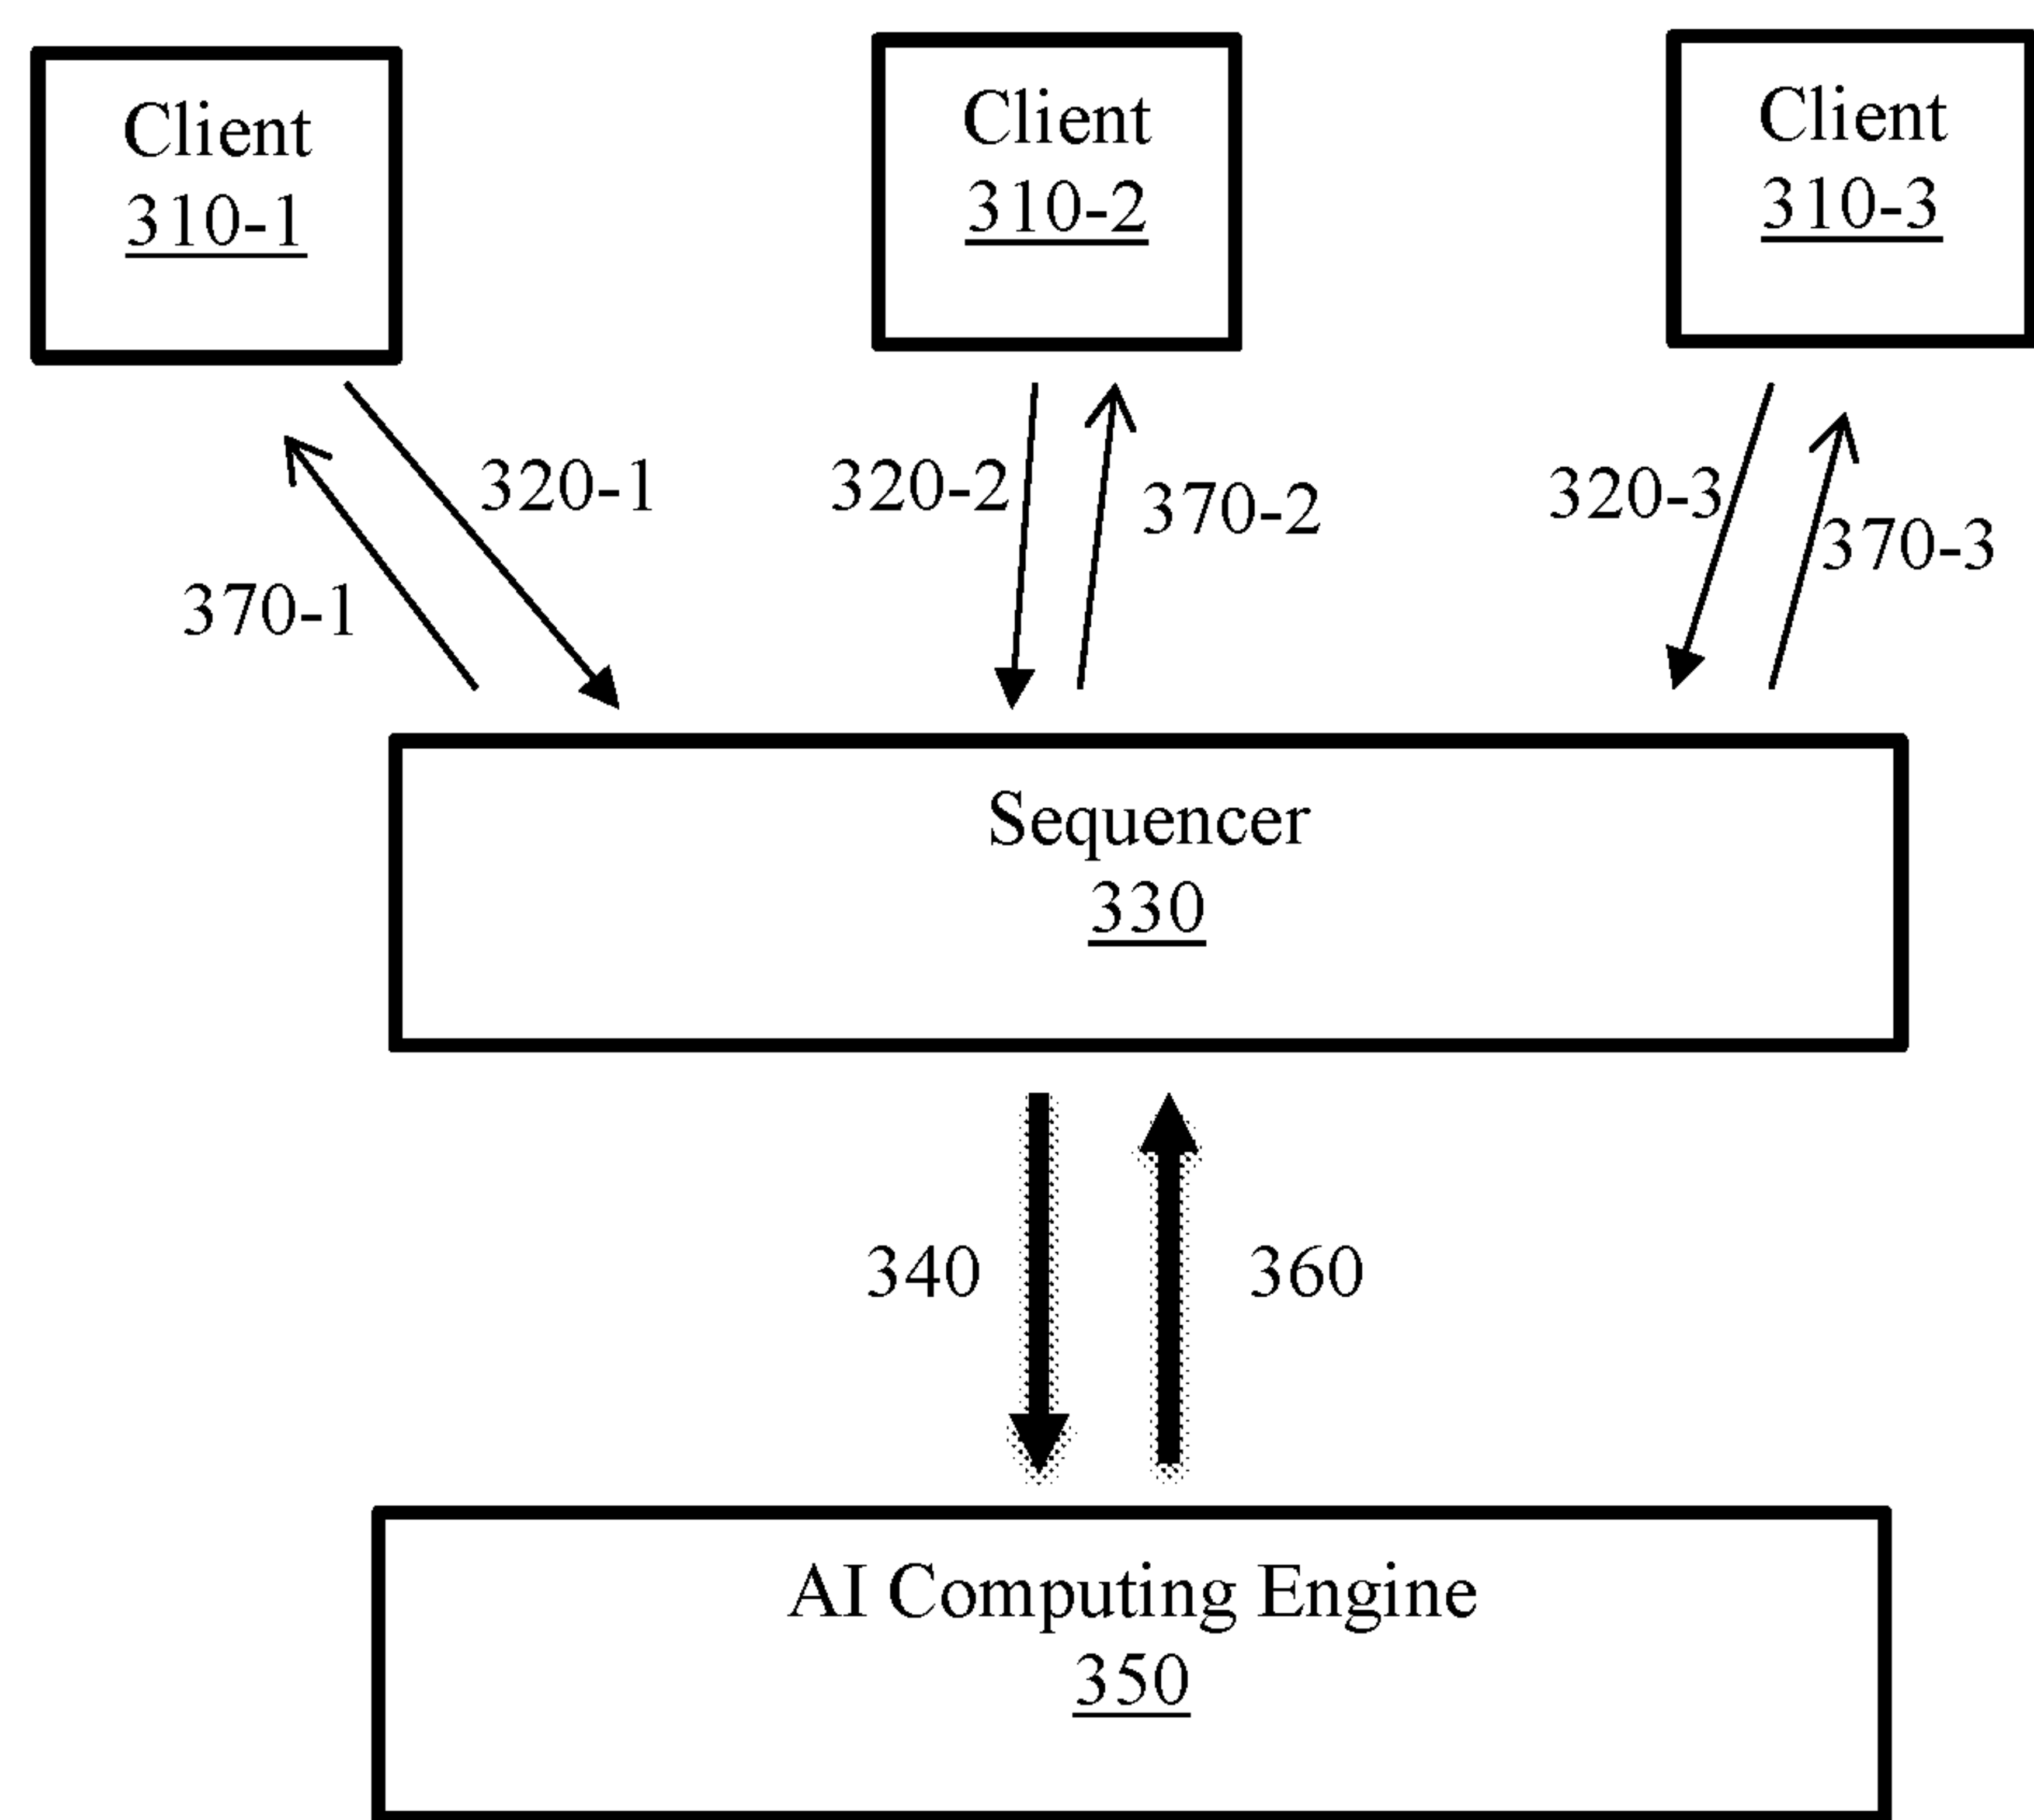 Client
310-1
Client
310-2
Client
310-3
320-1
320-2
370-2
320-3
370-3
370-1
Sequencer
330
340
360
AI Computing Engine
350